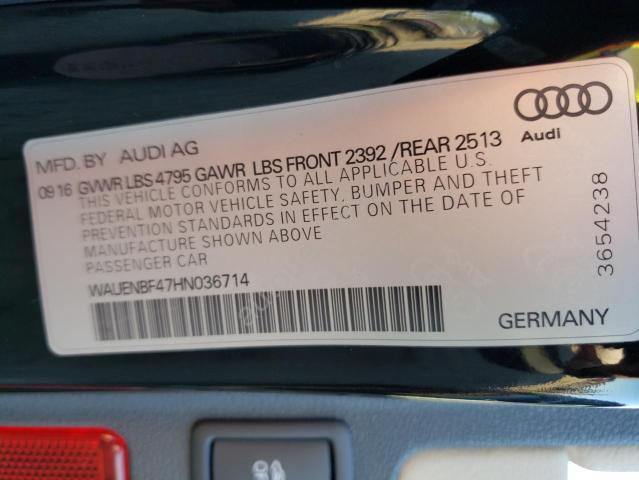 MFD. BY AUDI AG
Audi
09 16 GVWR LBS 4795 GAWR LBS FRONT 2392 /REAR 2513
THIS VEHICLE CONFORMS TO ALL APPLICABLE U.S.
FEDERAL MOTOR VEHICLE SAFETY, BUMPER AND THEFT
PREVENTION STANDARDS IN EFFECT ON THE DATE OF
MANUFACTURE SHOWN ABOVE
PASSENGER CAR
WAUENBF47HN036714
GERMANY
3654238